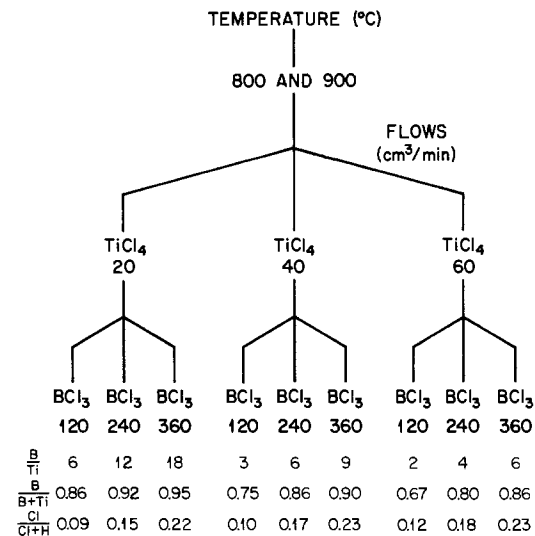 TEMPERATURE (°C)
800 AND 900
FLOWS
(cm³/min)
TiCl₄ TiCl₄ TiCl₄
20 40 60
BCl₃ BCl₃ BCl₃ BCl₃ BCl₃ BCl₃ BCl₃ BCl₃ BCl₃
120 240 360 120 240 360 120 240 360
B/Ti 6 12 18 3 6 9 2 4 6
B/B+Ti 0.86 0.92 0.95 0.75 0.86 0.90 0.67 0.80 0.86
Cl/Cl+H 0.09 0.15 0.22 0.10 0.17 0.23 0.12 0.18 0.23